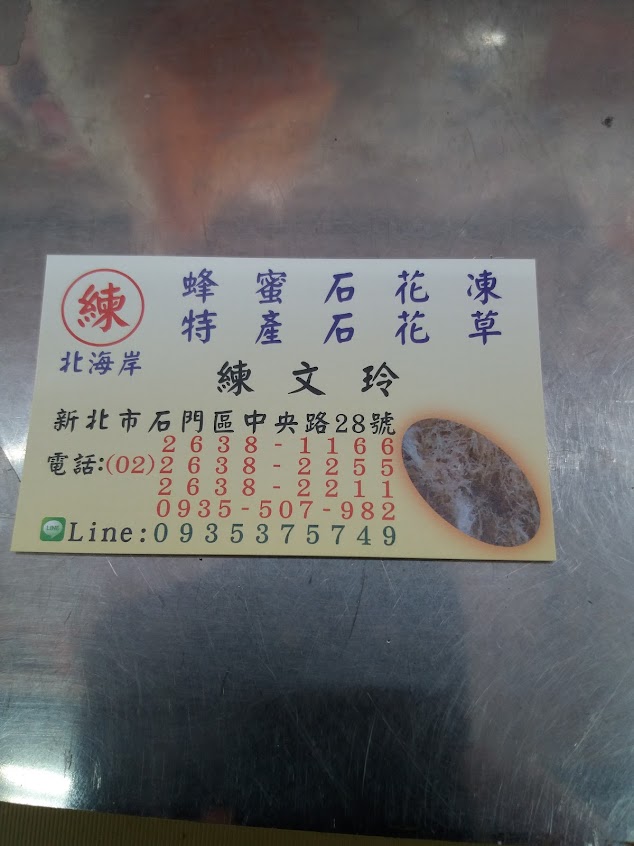 練
北海岸
蜂蜜石花凍
特產石花草
練文玲
新北市石門區中央路28號
電話:(02)2638-1166
2638-2255
2638-2211
0935-507-982
LINE Line:0935375749